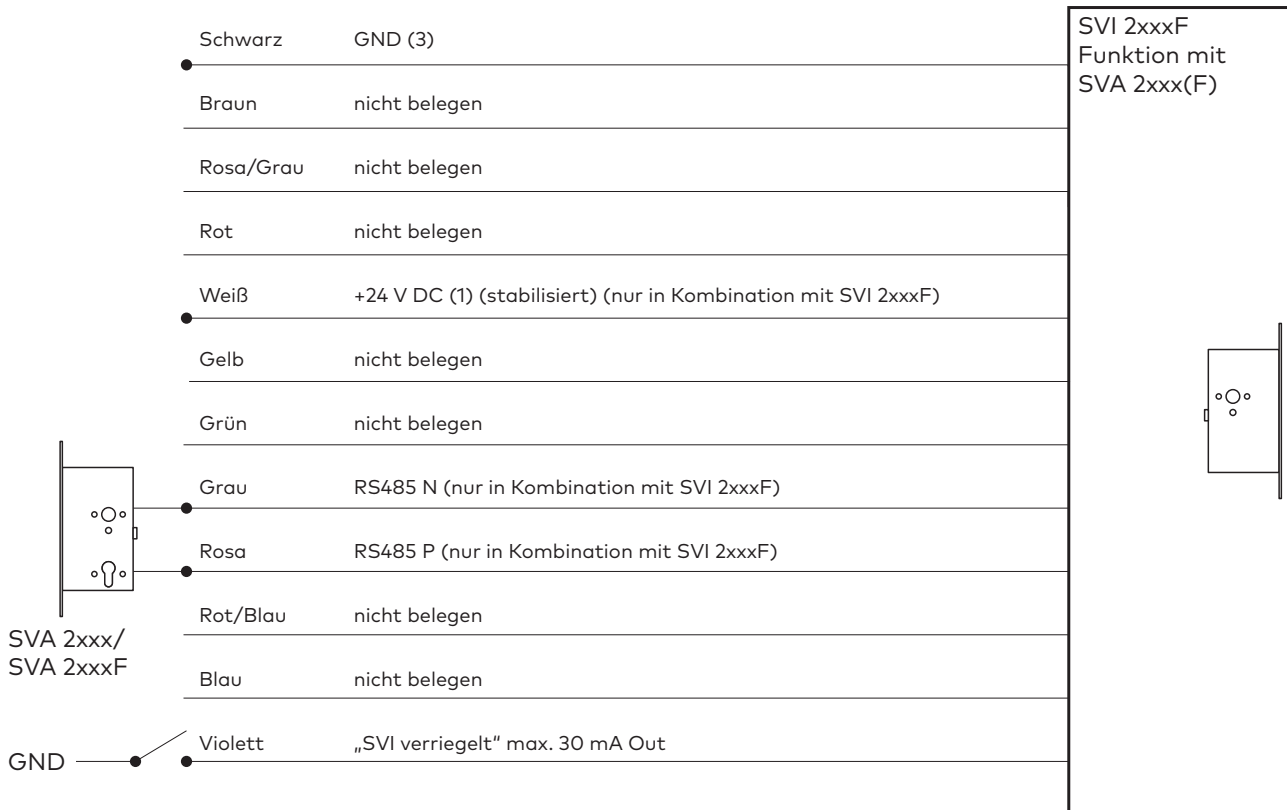 SVI 2xxxF
Funktion mit
SVA 2xxx(F)
Schwarz GND (3)
Braun nicht belegen
Rosa/Grau nicht belegen
Rot nicht belegen
Weiß +24 V DC (1) (stabilisiert) (nur in Kombination mit SVI 2xxxF)
Gelb nicht belegen
Grün nicht belegen
Grau RS485 N (nur in Kombination mit SVI 2xxxF)
Rosa RS485 P (nur in Kombination mit SVI 2xxxF)
Rot/Blau nicht belegen
SVA 2xxx/
SVA 2xxxF
Blau nicht belegen
Violett „SVI verriegelt“ max. 30 mA Out
GND